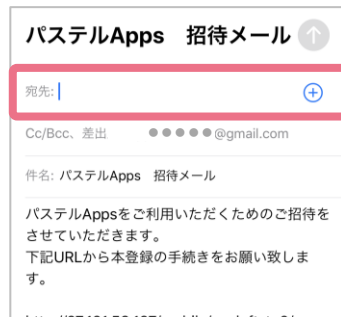 パステルApps　招待メール
宛先:
Cc/Bcc、差出　●●●●●@gmail.com
件名: パステルApps　招待メール
パステルAppsをご利用いただくためのご招待を
させていただきます。
下記URLから本登録の手続きをお願い致しま
す。